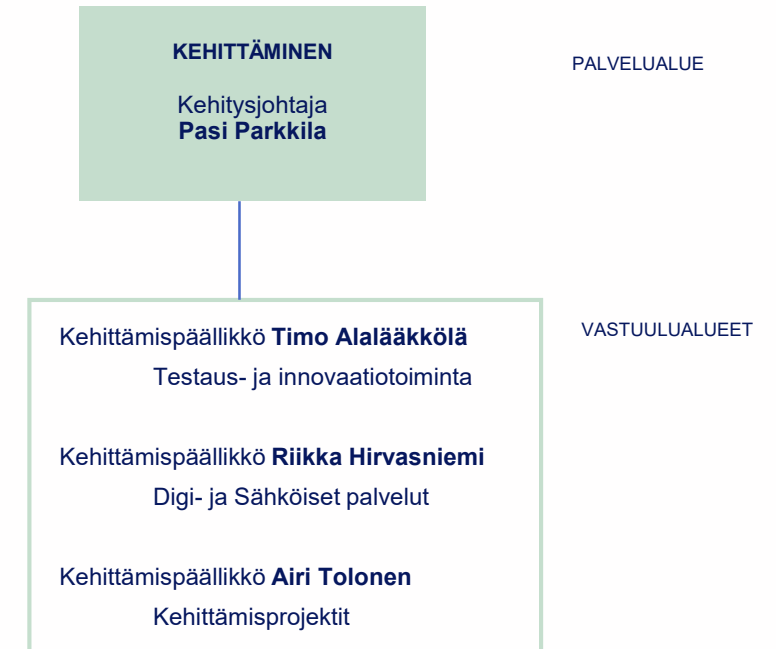 KEHITTÄMINEN
PALVELUALUE
Kehitysjohtaja
Pasi Parkkila
Kehittämispäällikkö Timo Alalääkkölä
VASTUULUALUEET
Testaus- ja innovaatiotoiminta
Kehittämispäällikkö Riikka Hirvasniemi
Digi- ja Sähköiset palvelut
Kehittämispäällikkö Airi Tolonen
Kehittämisprojektit